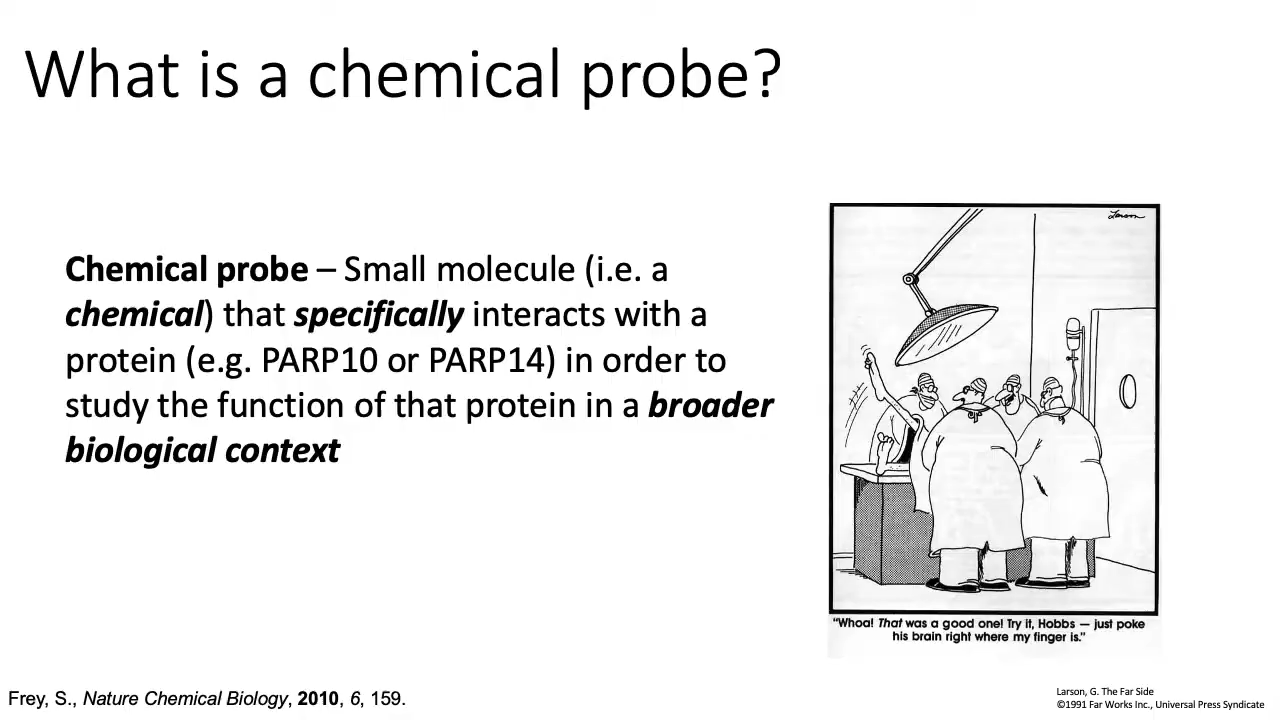 What is a chemical probe?
Chemical probe – Small molecule (i.e. a
chemical) that specifically interacts with a
protein (e.g. PARP10 or PARP14) in order to
study the function of that protein in a broader
biological context
Larson
"Whoa! That was a good one! Try it, Hobbs — just poke
his brain right where my finger is."
Frey, S., Nature Chemical Biology, 2010, 6, 159.
Larson, G. The Far Side
©1991 Far Works Inc., Universal Press Syndicate